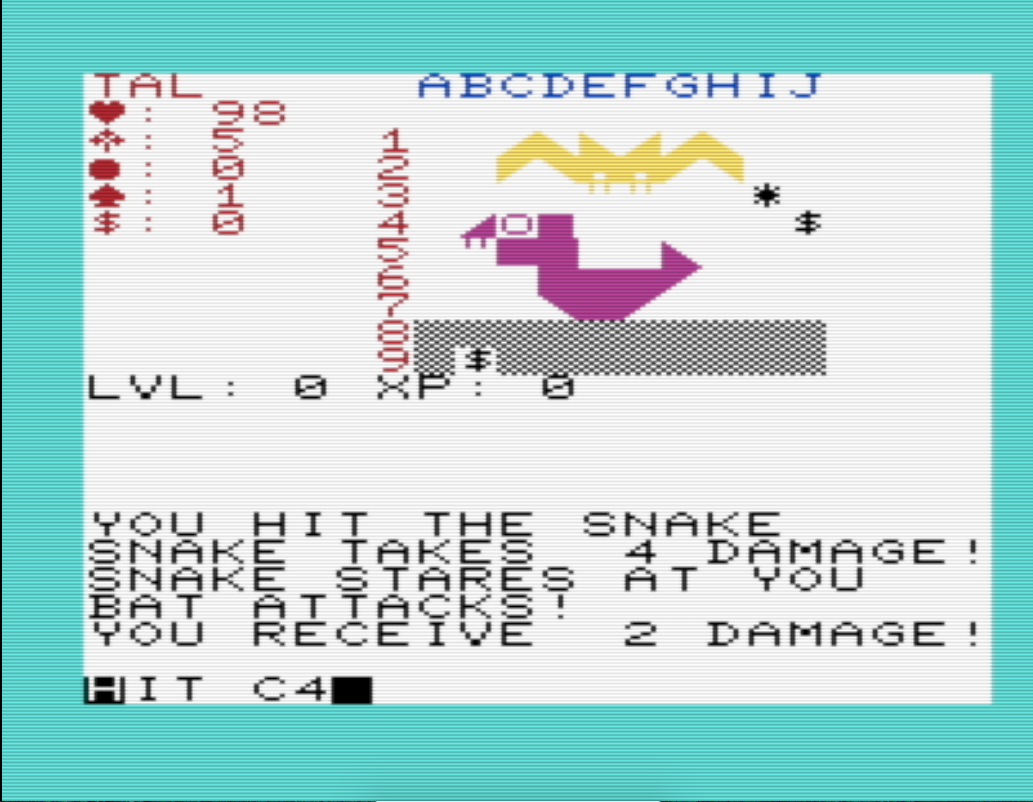 TAL ABCDEFGHIJ
♥: 98
♣: 5 1
●: 0 2
♠: 1 3 *
$: 0 4 $
5
6
7
8
9 $
LVL: 0 XP: 0
YOU HIT THE SNAKE
SNAKE TAKES 4 DAMAGE!
SNAKE STARES AT YOU
BAT ATTACKS!
YOU RECEIVE 2 DAMAGE!
HIT C4